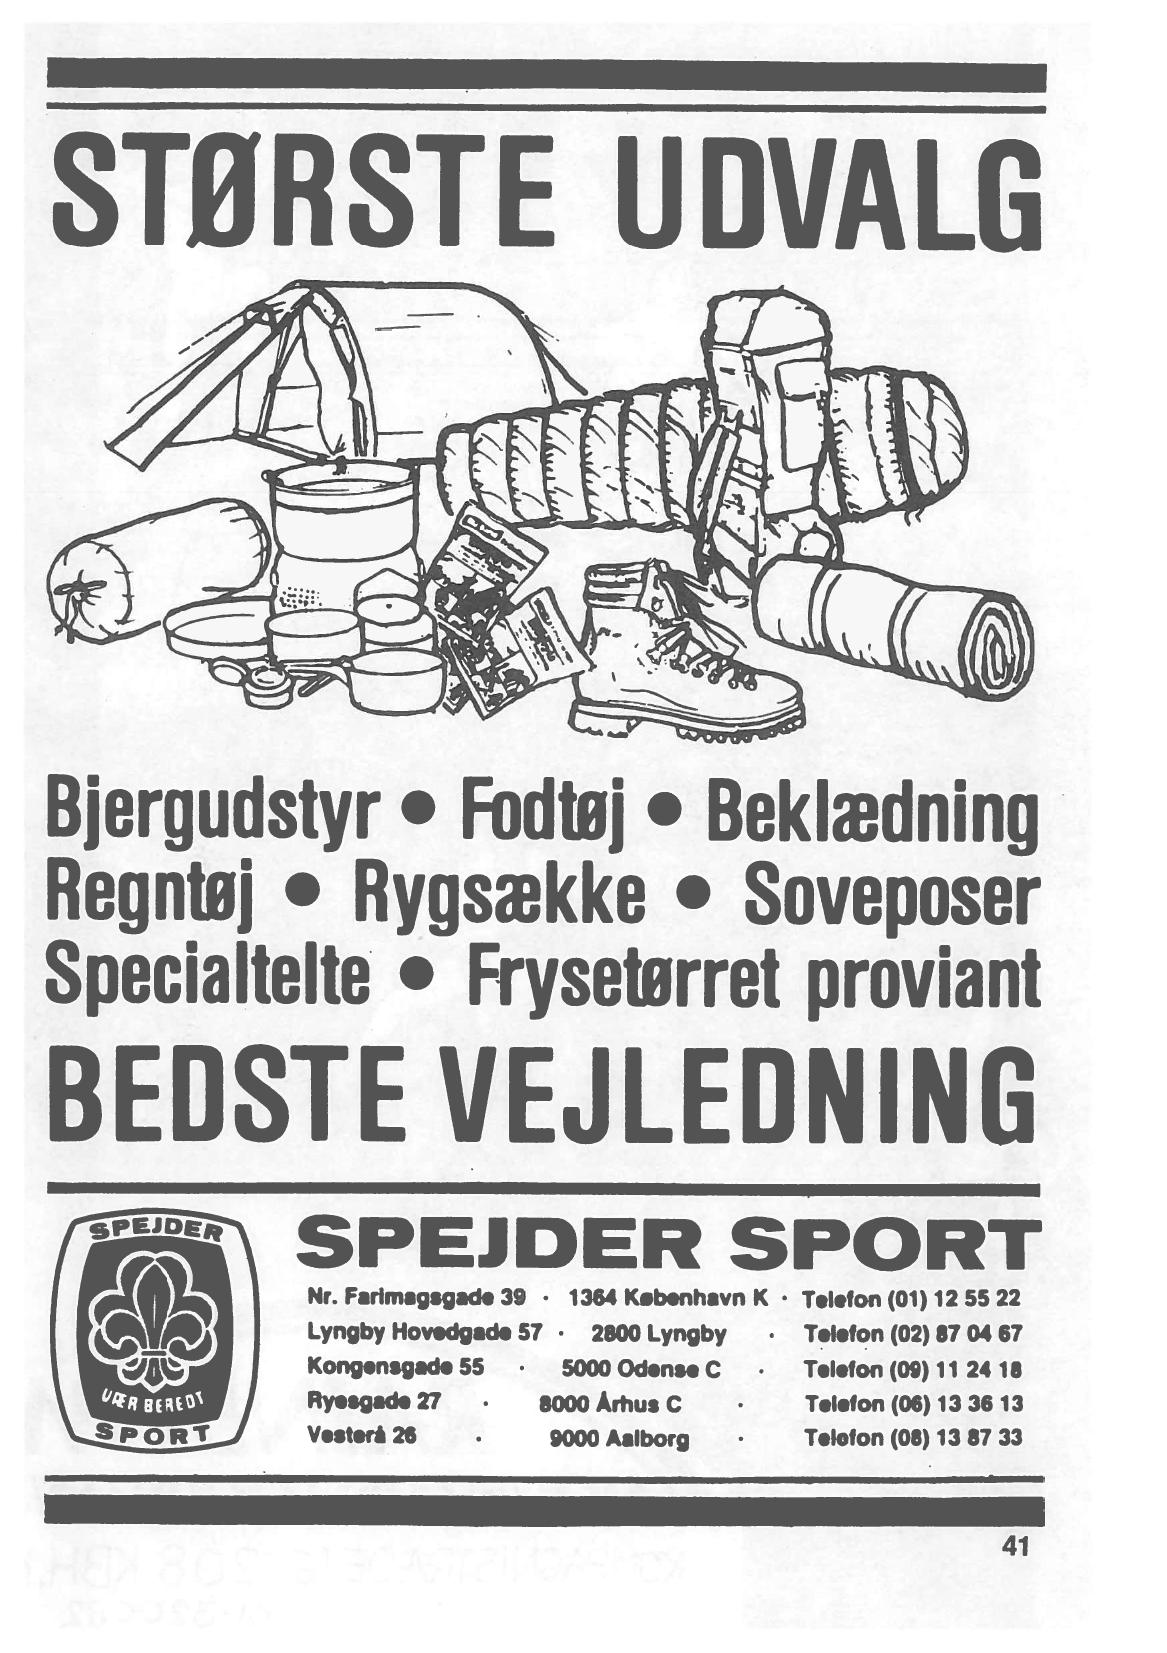 STØRSTE UDVALG
Bjergudstyr • Fodtøj • Beklædning
Regntøj • Rygsække • Soveposer
Specialtelte • Frysetørret proviant
BEDSTE VEJLEDNING
SPEJDER
VÆR BEREDT
SPORT
SPEJDER SPORT
Nr. Farimagsgade 39 · 1364 København K · Telefon (01) 12 55 22
Lyngby Hovedgade 57 · 2800 Lyngby · Telefon (02) 87 04 67
Kongensgade 55 · 5000 Odense C · Telefon (09) 11 24 18
Ryesgade 27 · 8000 Århus C · Telefon (06) 13 36 13
Vesterå 26 · 9000 Aalborg · Telefon (08) 13 87 33
41